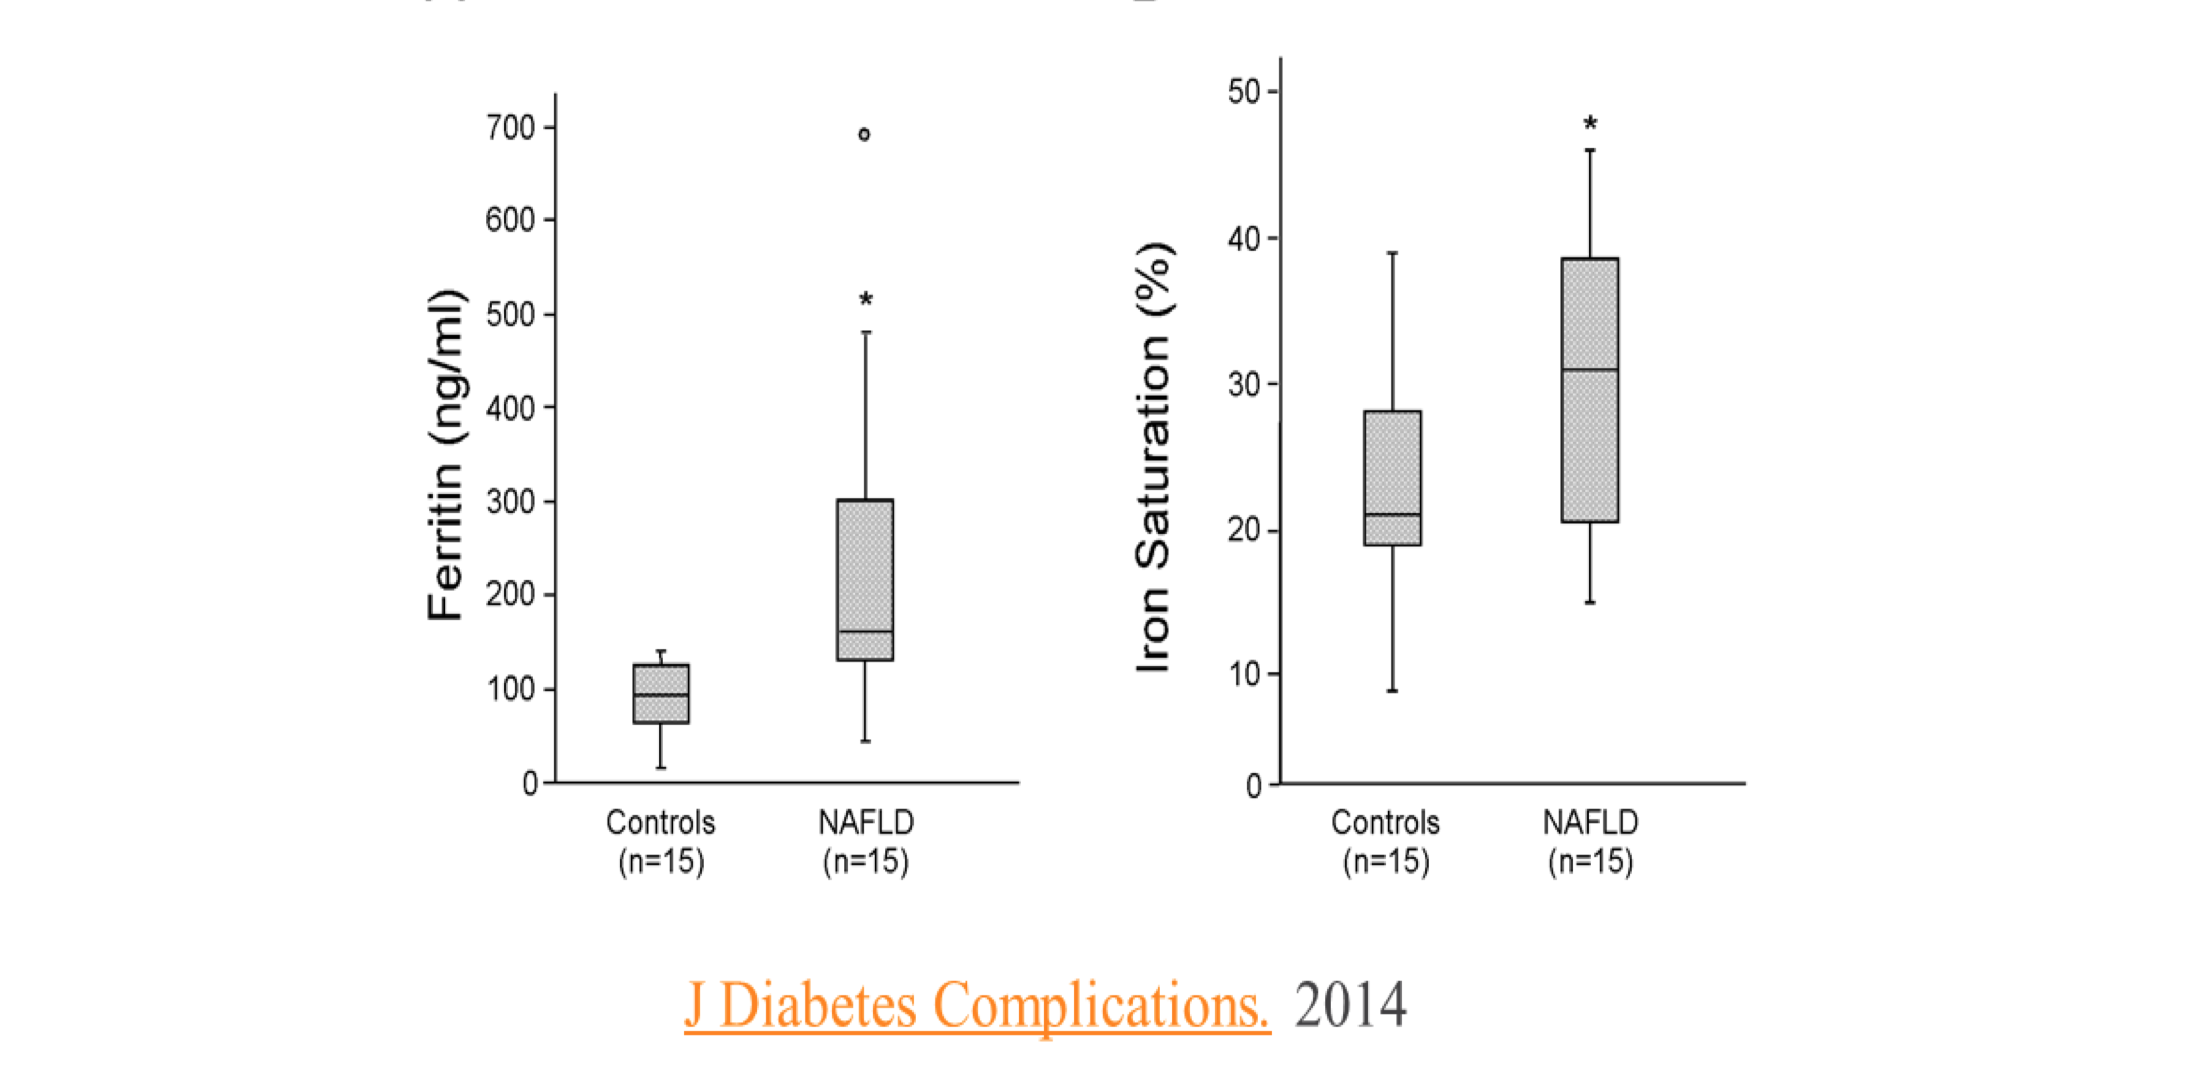 Ferritin (ng/ml)
700
600
500
400
300
200
100
0
*
Controls
(n=15)
NAFLD
(n=15)
Iron Saturation (%)
50
40
30
20
10
0
*
Controls
(n=15)
NAFLD
(n=15)
J Diabetes Complications. 2014